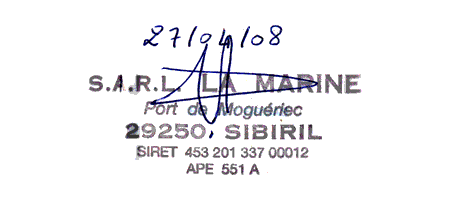 27/04/08
S.A.R.L. LA MARINE
Port de Moguériec
29250, SIBIRIL
SIRET 453 201 337 00012
APE 551 A